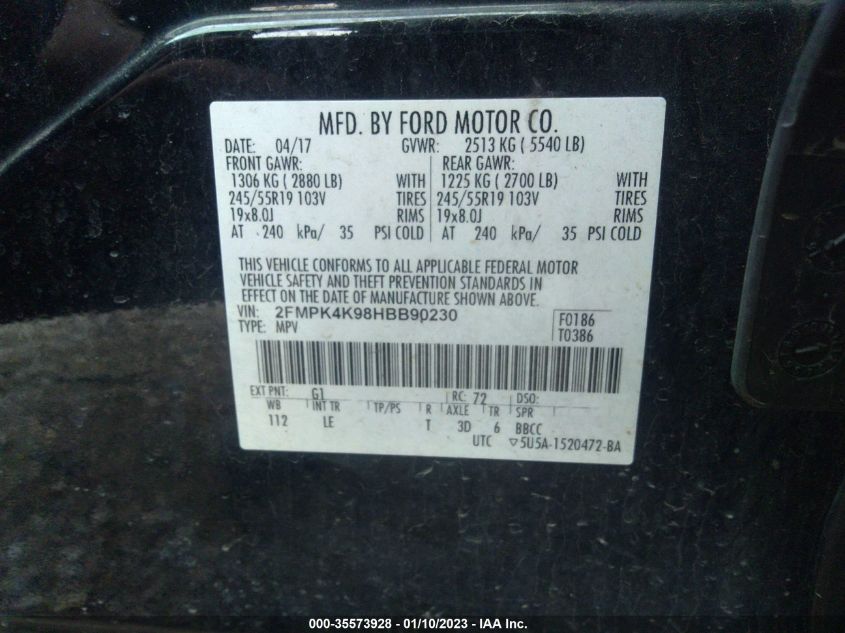 MFD. BY FORD MOTOR CO.
DATE: 04/17 GVWR: 2513 KG ( 5540 LB)
FRONT GAWR: REAR GAWR:
1306 KG ( 2880 LB) WITH 1225 KG ( 2700 LB) WITH
245/55R19 103V TIRES 245/55R19 103V TIRES
19x8.0J RIMS 19x8.0J RIMS
AT 240 kPa/ 35 PSI COLD AT 240 kPa/ 35 PSI COLD
THIS VEHICLE CONFORMS TO ALL APPLICABLE FEDERAL MOTOR
VEHICLE SAFETY AND THEFT PREVENTION STANDARDS IN
EFFECT ON THE DATE OF MANUFACTURE SHOWN ABOVE.
VIN: 2FMPK4K98HBB90230 F0186
TYPE: MPV T0386
EXT PNT: G1 RC: 72 DSO:
WB INT TR TP/PS R AXLE TR SPR
112 LE T 3D 6 BBCC
UTC ▽5U5A-1520472-BA
000-35573928 — 01/10/2023 — IAA Inc.